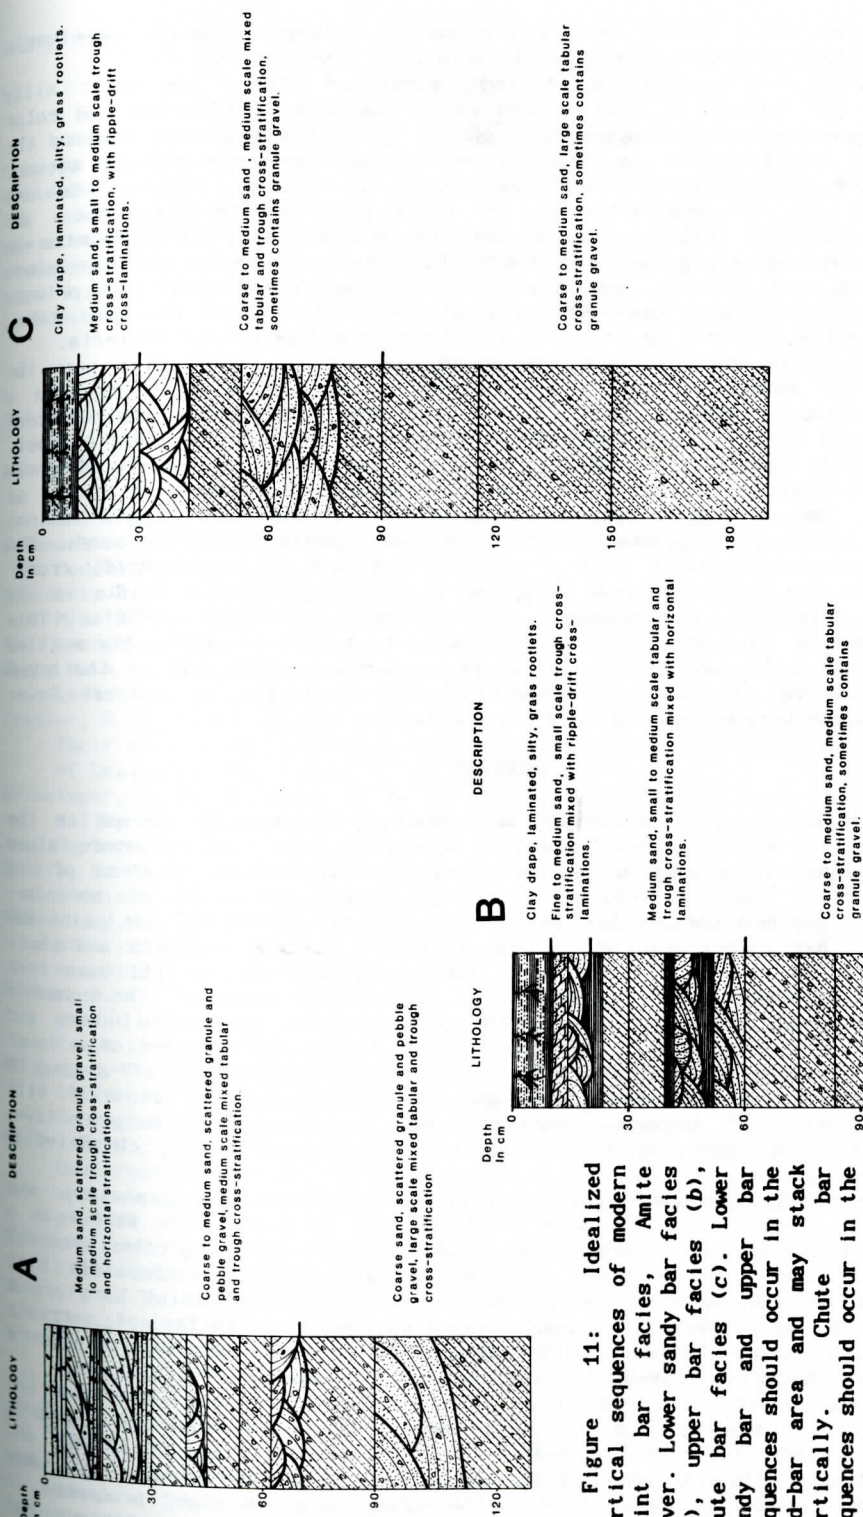 A
Depth
n cm
LITHOLOGY
DESCRIPTION
0
30
60
90
120
Medium sand, scattered granule gravel, small
to medium scale trough cross-stratification
and horizontal stratifications.
Coarse to medium sand, scattered granule and
pebble gravel, medium scale mixed tabular
and trough cross-stratification.
Coarse sand, scattered granule and pebble
gravel, large scale mixed tabular and trough
cross-stratification
B
Depth
In cm
LITHOLOGY
DESCRIPTION
0
30
60
90
Clay drape, laminated, silty, grass rootlets.
Fine to medium sand, small scale trough cross-
stratification mixed with ripple-drift cross-
laminations.
Medium sand, small to medium scale tabular and
trough cross-stratification mixed with horizontal
laminations.
Coarse to medium sand, medium scale tabular
cross-stratification, sometimes contains
granule gravel.
C
Depth
In cm
LITHOLOGY
DESCRIPTION
0
30
60
90
120
150
180
Clay drape, laminated, silty, grass rootlets.
Medium sand, small to medium scale trough
cross-stratification, with ripple-drift
cross-laminations.
Coarse to medium sand , medium scale mixed
tabular and trough cross-stratification,
sometimes contains granule gravel.
Coarse to medium sand, large scale tabular
cross-stratification, sometimes contains
granule gravel.
Figure 11: Idealized
rtical sequences of modern
int bar facies, Amite
ver. Lower sandy bar facies
), upper bar facies (b),
ute bar facies (c). Lower
ndy bar and upper bar
quences should occur in the
d-bar area and may stack
rtically. Chute bar
quences should occur in the